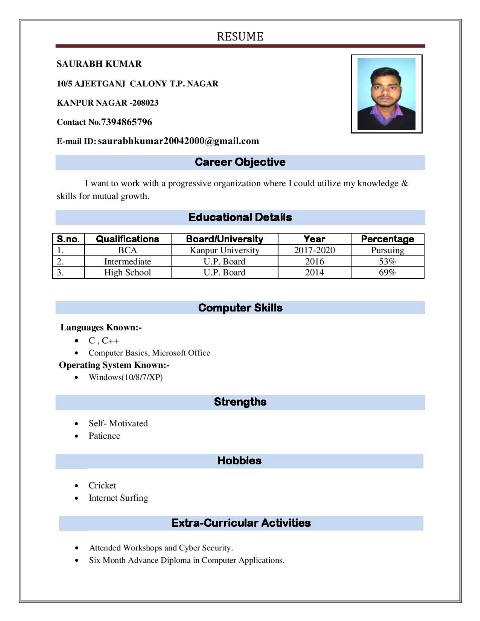 RESUME
SAURABH KUMAR
10/5 AJEETGANJ CALONY T.P. NAGAR
KANPUR NAGAR -208023
Contact No.7394865796
E-mail ID: saurabhkumar20042000@gmail.com
Career Objective
I want to work with a progressive organization where I could utilize my knowledge &
skills for mutual growth.
Educational Details
S.no. Qualifications Board/University Year Percentage
1. BCA Kanpur University 2017-2020 Pursuing
2. Intermediate U.P. Board 2016 53%
3. High School U.P. Board 2014 69%
Computer Skills
Languages Known:-
• C , C++
• Computer Basics, Microsoft Office
Operating System Known:-
• Windows(10/8/7/XP)
Strengths
• Self- Motivated
• Patience
Hobbies
• Cricket
• Internet Surfing
Extra-Curricular Activities
• Attended Workshops and Cyber Security.
• Six Month Advance Diploma in Computer Applications.